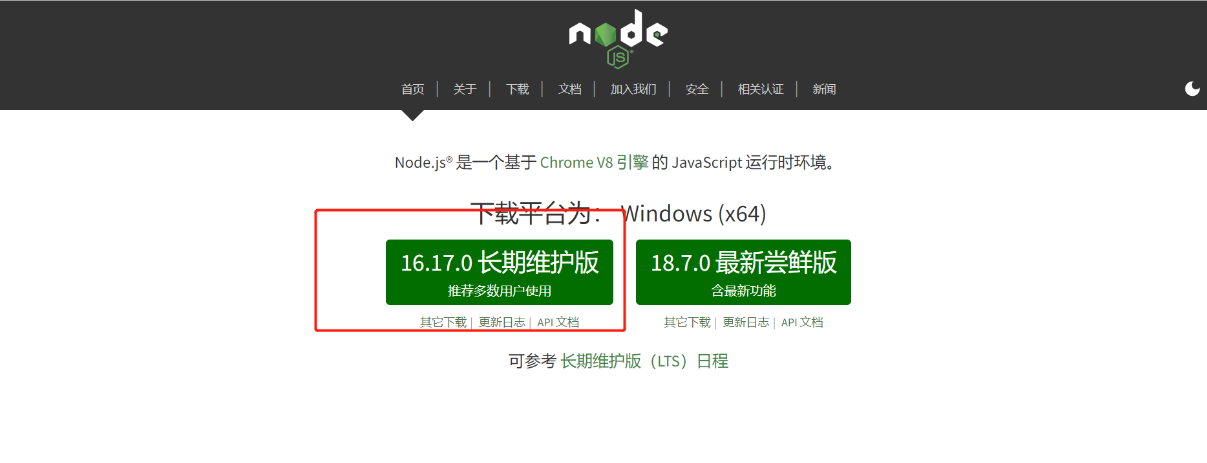 node
JS
首页 | 关于 | 下载 | 文档 | 加入我们 | 安全 | 相关认证 | 新闻
Node.js® 是一个基于 Chrome V8 引擎 的 JavaScript 运行时环境。
下载平台为： Windows (x64)
16.17.0 长期维护版
推荐多数用户使用
其它下载 | 更新日志 | API 文档
18.7.0 最新尝鲜版
含最新功能
其它下载 | 更新日志 | API 文档
可参考 长期维护版（LTS）日程